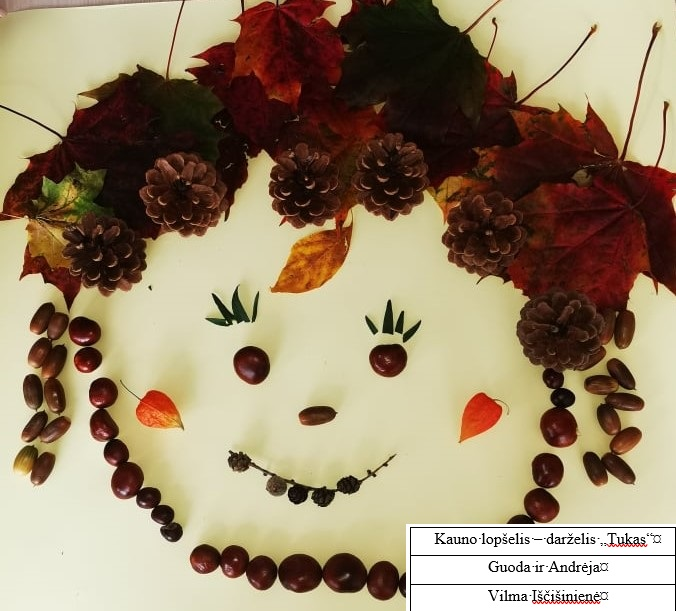 Kauno lopšelis – darželis „Tukas“
Guoda ir Andrėja
Vilma Iščišinienė